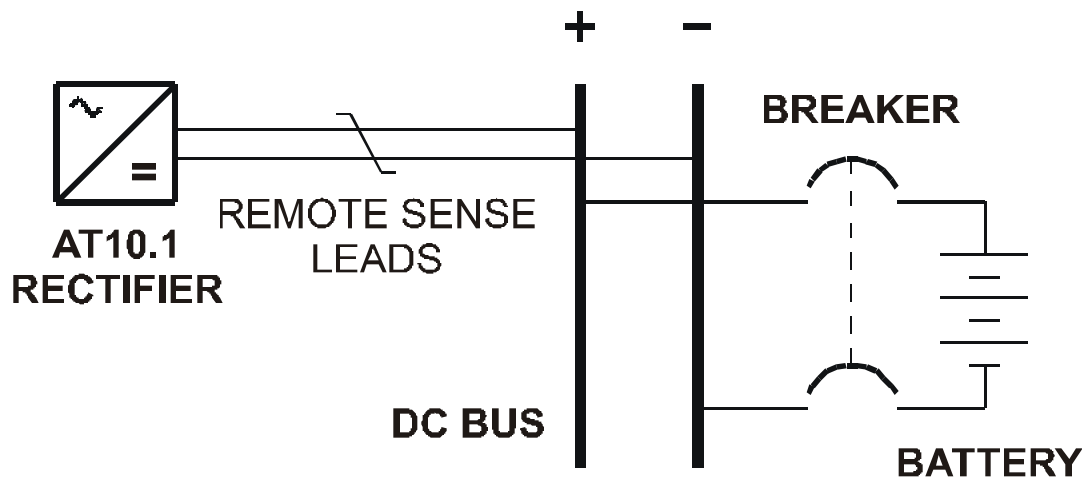 + −
BREAKER
REMOTE SENSE
LEADS
AT10.1
RECTIFIER
DC BUS
BATTERY